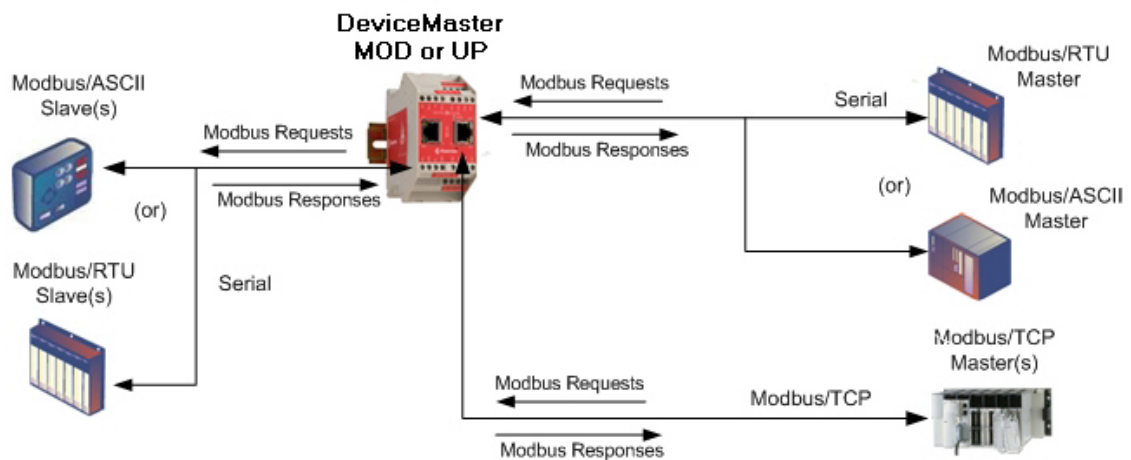 DeviceMaster
MOD or UP
Modbus/ASCII
Slave(s)
Modbus Requests
Modbus Responses
(or)
Modbus/RTU
Slave(s)
Serial
Modbus Requests
Modbus Responses
Serial
Modbus/RTU
Master
(or)
Modbus/ASCII
Master
Modbus Requests
Modbus Responses
Modbus/TCP
Modbus/TCP
Master(s)